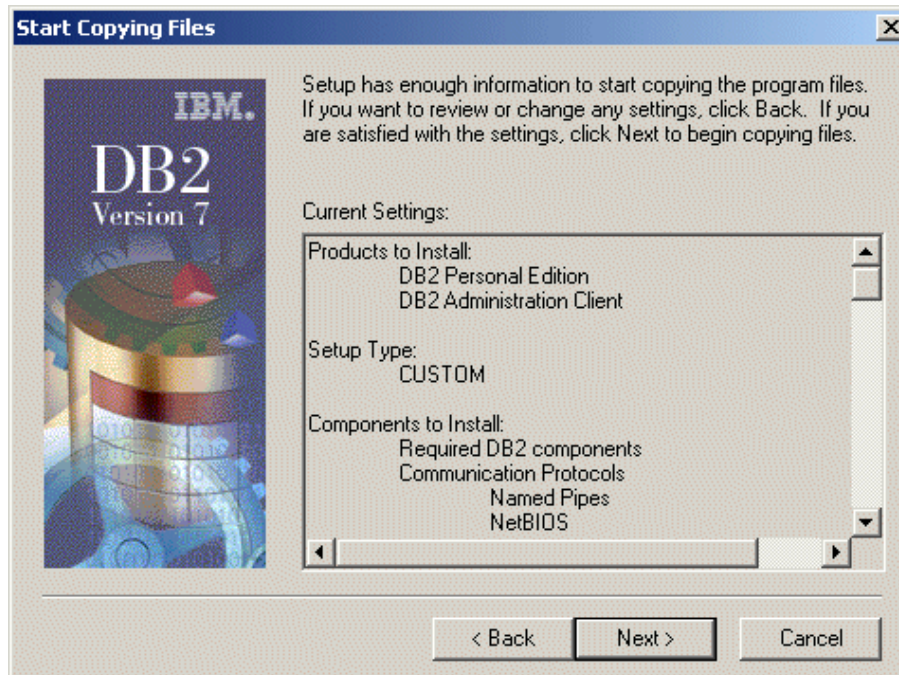 Start Copying Files
IBM.
DB2
Version 7
Setup has enough information to start copying the program files.
If you want to review or change any settings, click Back. If you
are satisfied with the settings, click Next to begin copying files.
Current Settings:
Products to Install:
DB2 Personal Edition
DB2 Administration Client
Setup Type:
CUSTOM
Components to Install:
Required DB2 components
Communication Protocols
Named Pipes
NetBIOS
< Back
Next >
Cancel